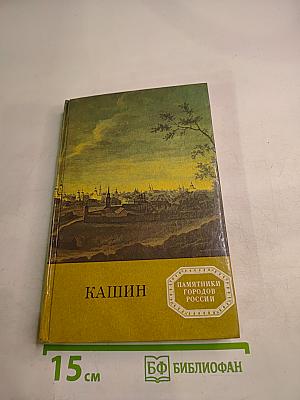 КАШИН
ПАМЯТНИКИ
ГОРОДОВ
РОССИИ
15 см
БФ БИБЛИОФАН